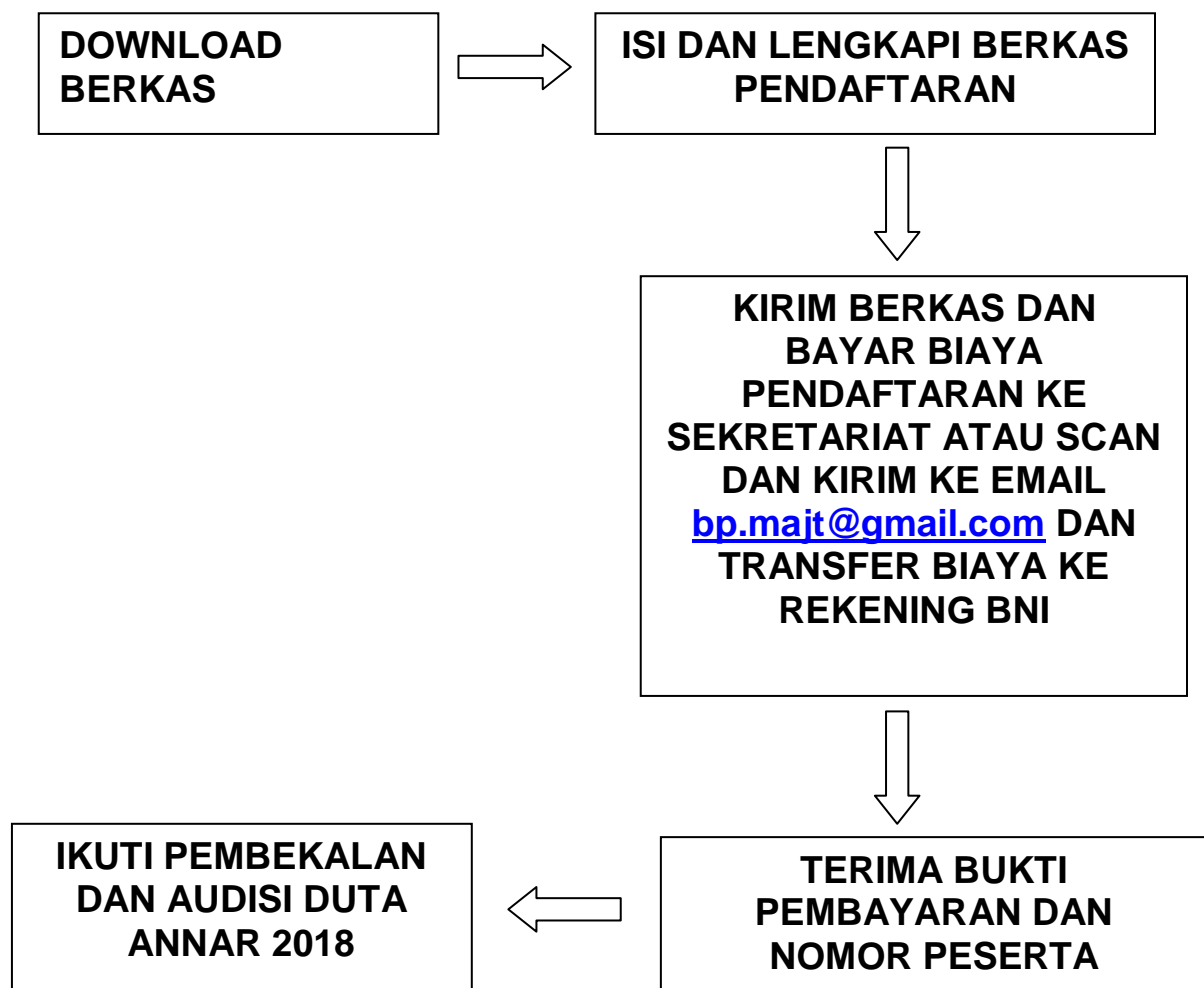 DOWNLOAD
BERKAS
ISI DAN LENGKAPI BERKAS
PENDAFTARAN
KIRIM BERKAS DAN
BAYAR BIAYA
PENDAFTARAN KE
SEKRETARIAT ATAU SCAN
DAN KIRIM KE EMAIL
bp.majt@gmail.com DAN
TRANSFER BIAYA KE
REKENING BNI
TERIMA BUKTI
PEMBAYARAN DAN
NOMOR PESERTA
IKUTI PEMBEKALAN
DAN AUDISI DUTA
ANNAR 2018